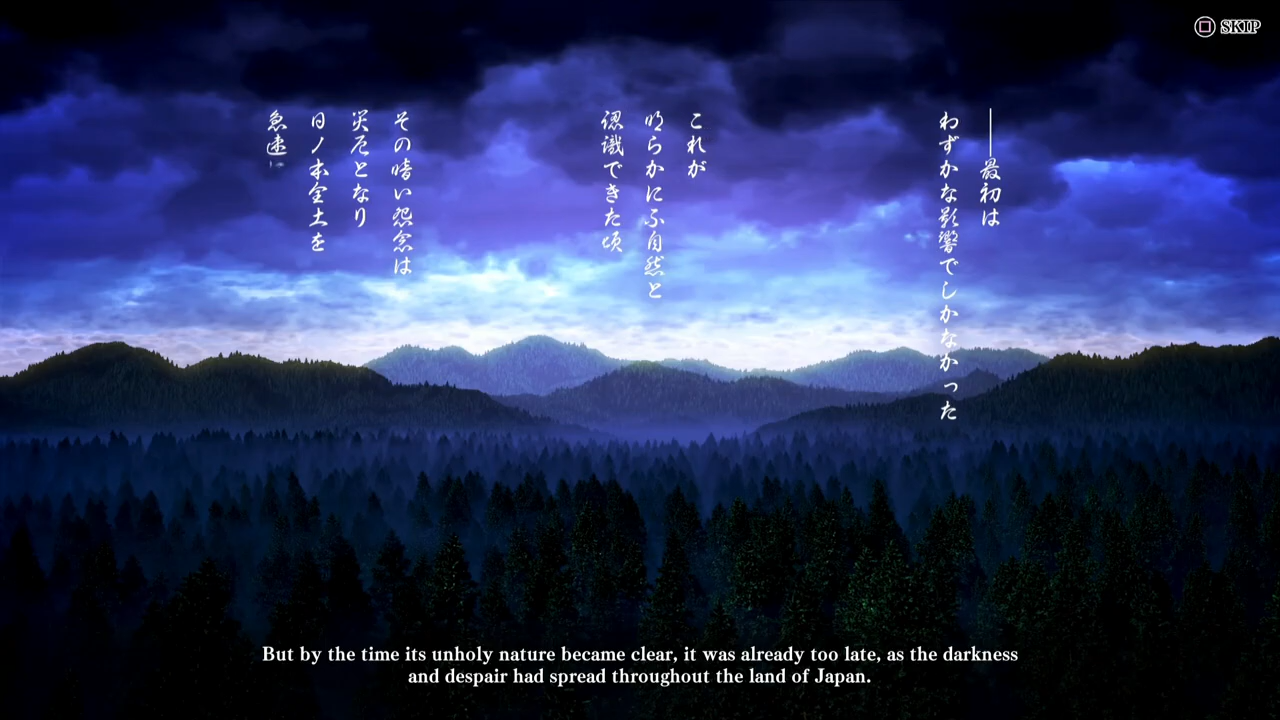 SKIP
――最初は
わずかな影響でしかなかった
これが
明らかにふ自然と
認識できた頃
その暗い怨念は
災厄となり
日ノ本全土を
急速に
But by the time its unholy nature became clear, it was already too late, as the darkness
and despair had spread throughout the land of Japan.